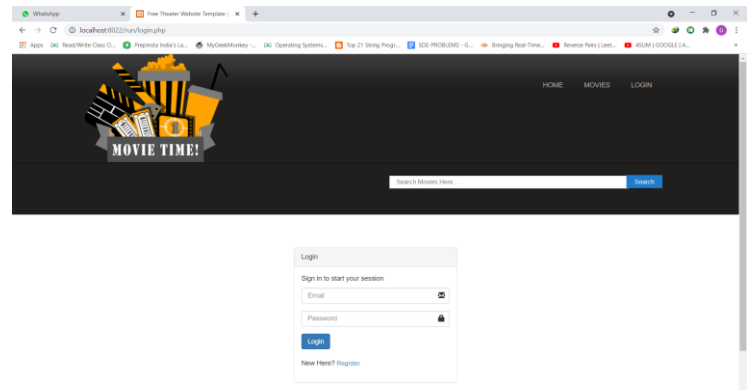 WhatsApp
Free Theater Website Template |
localhost:8022/run/login.php
Apps
Read/Write Class O...
PrepInsta India's La...
MyGeekMonkey -...
Operating Systems...
Top 21 String Progr...
SDE-PROBLEMS - G...
Bringing Real-Time...
Reverse Pairs | Leet...
4SUM | GOOGLE | A...
HOME MOVIES LOGIN
1
MOVIE TIME!
Search Movies Here..
Search
Login
Sign in to start your session
Email
Password
Login
New Here? Register